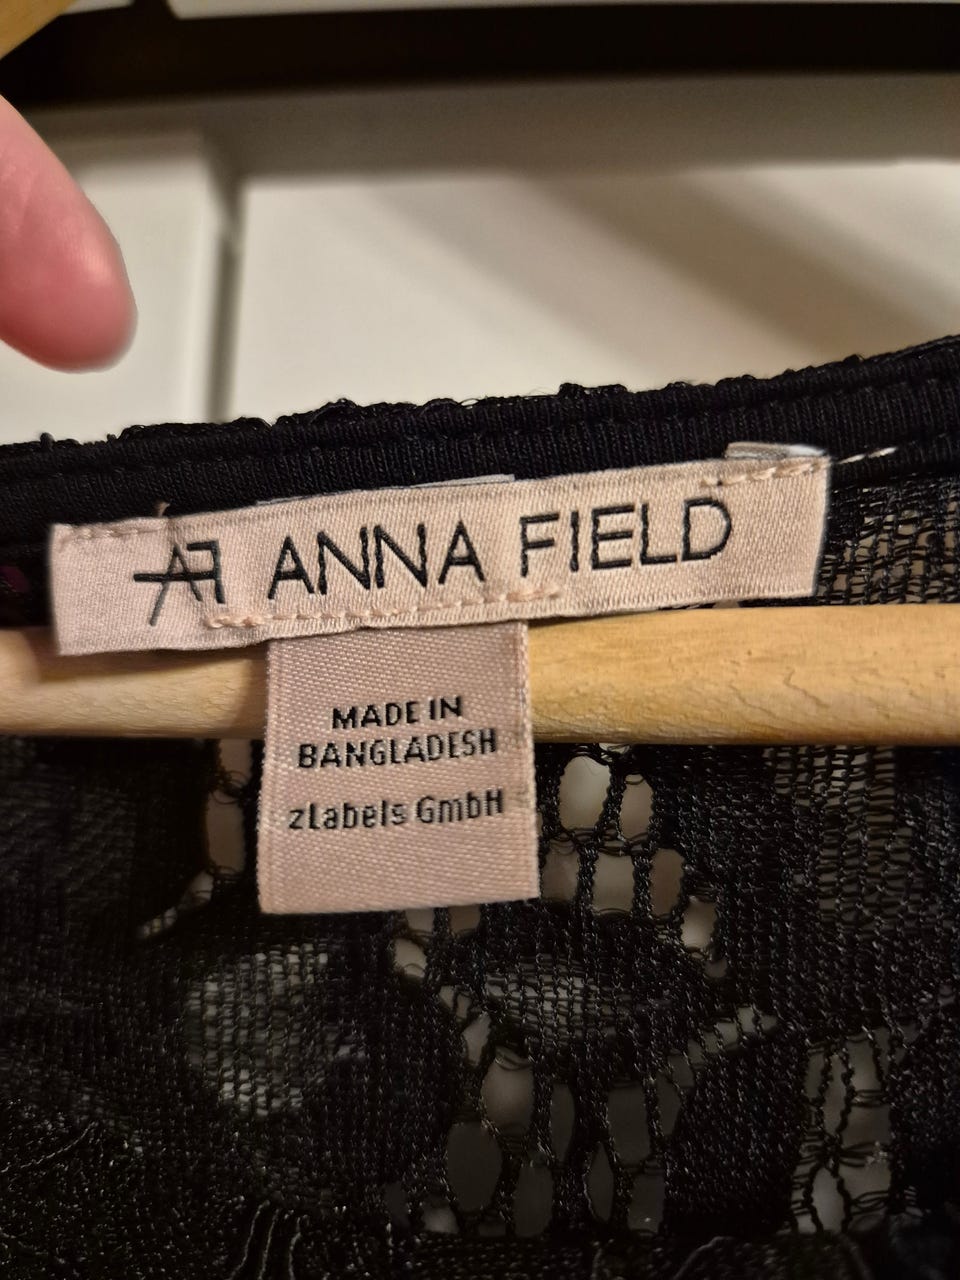 AF ANNA FIELD
MADE IN
BANGLADESH
zLabels GmbH